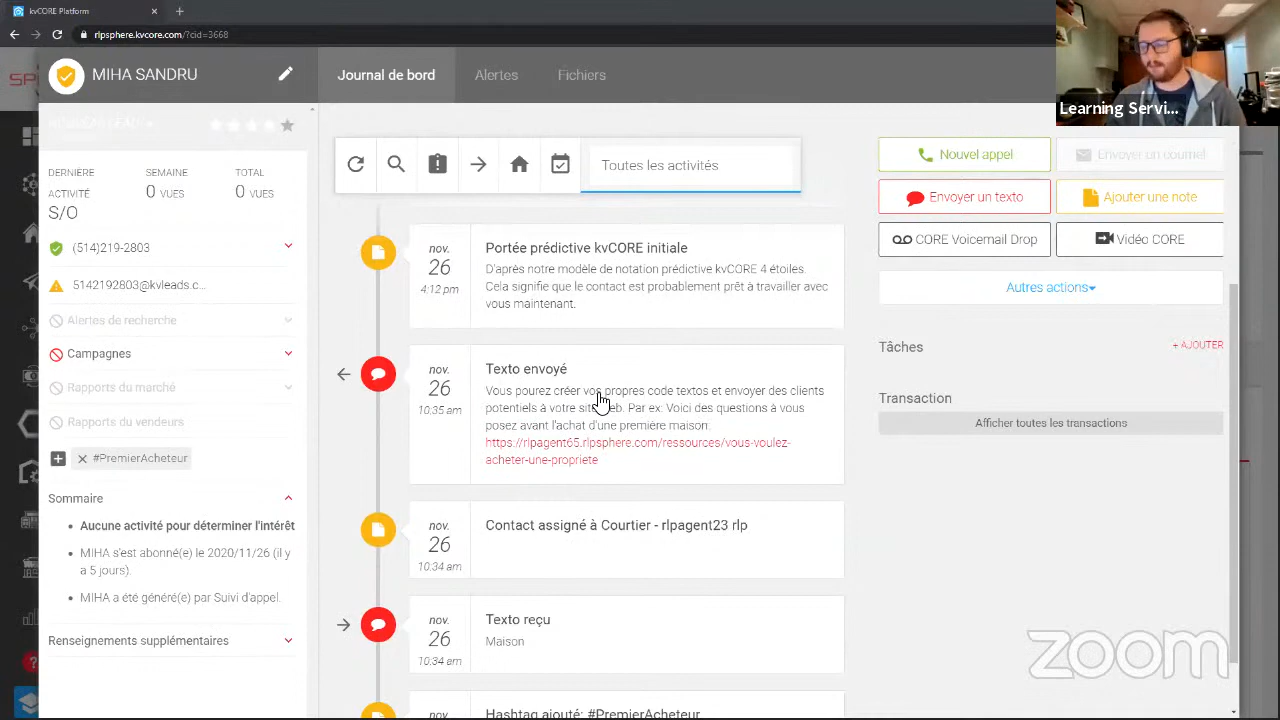 kvCORE Platform
rlpsphere.kvcore.com/?cid=3668
MIHA SANDRU
Journal de bord
Alertes
Fichiers
Learning Servi...
DERNIÈRE
ACTIVITÉ
S/O
SEMAINE
0 VUES
TOTAL
0 VUES
(514)219-2803
5142192803@kvleads.c...
Alertes de recherche
Campagnes
Rapports du marché
Rapports du vendeurs
#PremierAcheteur
Sommaire
Aucune activité pour déterminer l'intérêt
MIHA s'est abonné(e) le 2020/11/26 (il y
a 5 jours).
MIHA a été généré(e) par Suivi d'appel.
Renseignements supplémentaires
Toutes les activités
nov.
26
4:12 pm
Portée prédictive kvCORE initiale
D'après notre modèle de notation prédictive kvCORE 4 étoiles.
Cela signifie que le contact est probablement prêt à travailler avec
vous maintenant.
nov.
26
10:35 am
Texto envoyé
Vous pourez créer vos propres code textos et envoyer des clients
potentiels à votre site web. Par ex: Voici des questions à vous
posez avant l'achat d'une première maison:
https://rlpagent65.rlpsphere.com/ressources/vous-voulez-
acheter-une-propriete
nov.
26
10:34 am
Contact assigné à Courtier - rlpagent23 rlp
nov.
26
10:34 am
Texto reçu
Maison
nov.
Hashtag ajouté: #PremierAcheteur
Nouvel appel
Envoyer un courriel
Envoyer un texto
Ajouter une note
CORE Voicemail Drop
Vidéo CORE
Autres actions
Tâches
+ AJOUTER
Transaction
Afficher toutes les transactions
zoom